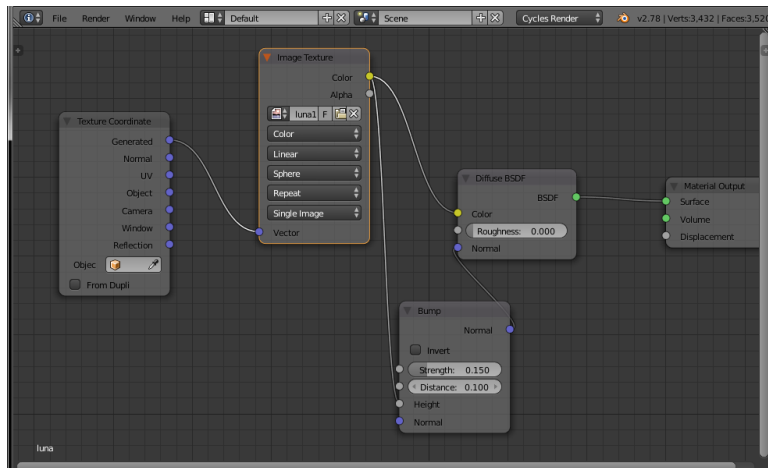 File Render Window Help Default Scene Cycles Render v2.78 | Verts:3,432 | Faces:3,520
Image Texture
Color
Alpha
luna1 F
Color
Linear
Sphere
Repeat
Single Image
Vector
Texture Coordinate
Generated
Normal
UV
Object
Camera
Window
Reflection
Objec
From Dupli
Diffuse BSDF
BSDF
Color
Roughness: 0.000
Normal
Material Output
Surface
Volume
Displacement
Bump
Normal
Invert
Strength: 0.150
Distance: 0.100
Height
Normal
luna